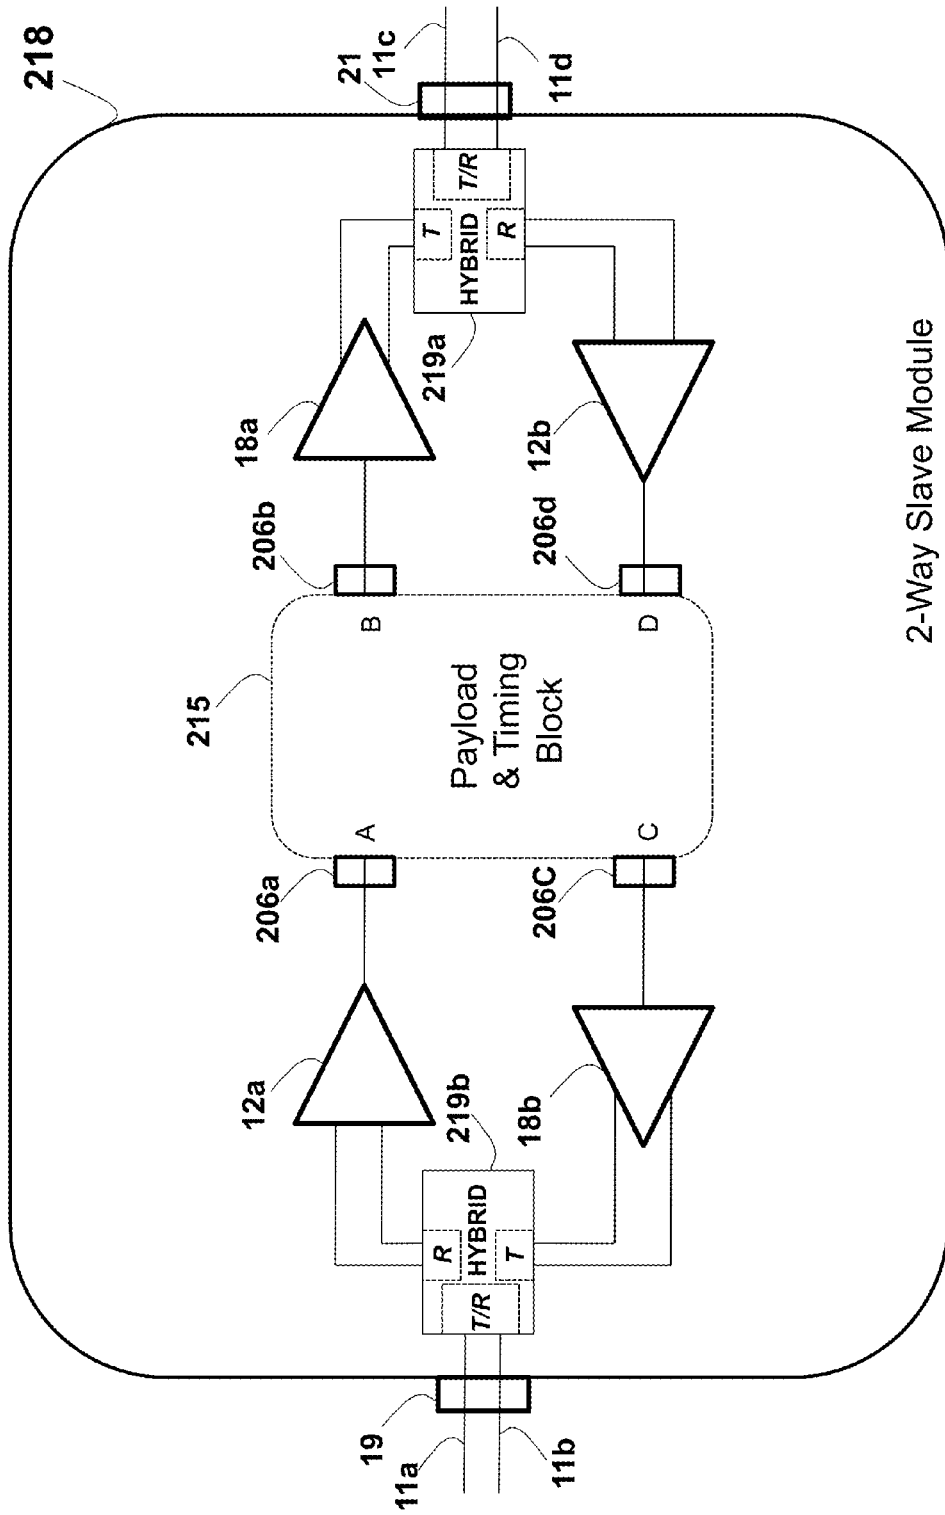 218
215
18a
12a
206a
206b
A
B
21
11c
11d
19
11a
11b
R
HYBRID
T/R
T
219b
T
HYBRID
T/R
R
219a
Payload
& Timing
Block
206C
206d
C
D
18b
12b
2-Way Slave Module